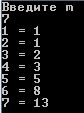 Введите m
7
1 = 1
2 = 1
3 = 2
4 = 3
5 = 5
6 = 8
7 = 13